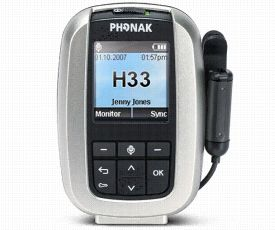 PHONAK
01.10.2007 01:57pm
H33
Jenny Jones
Monitor Sync
OK